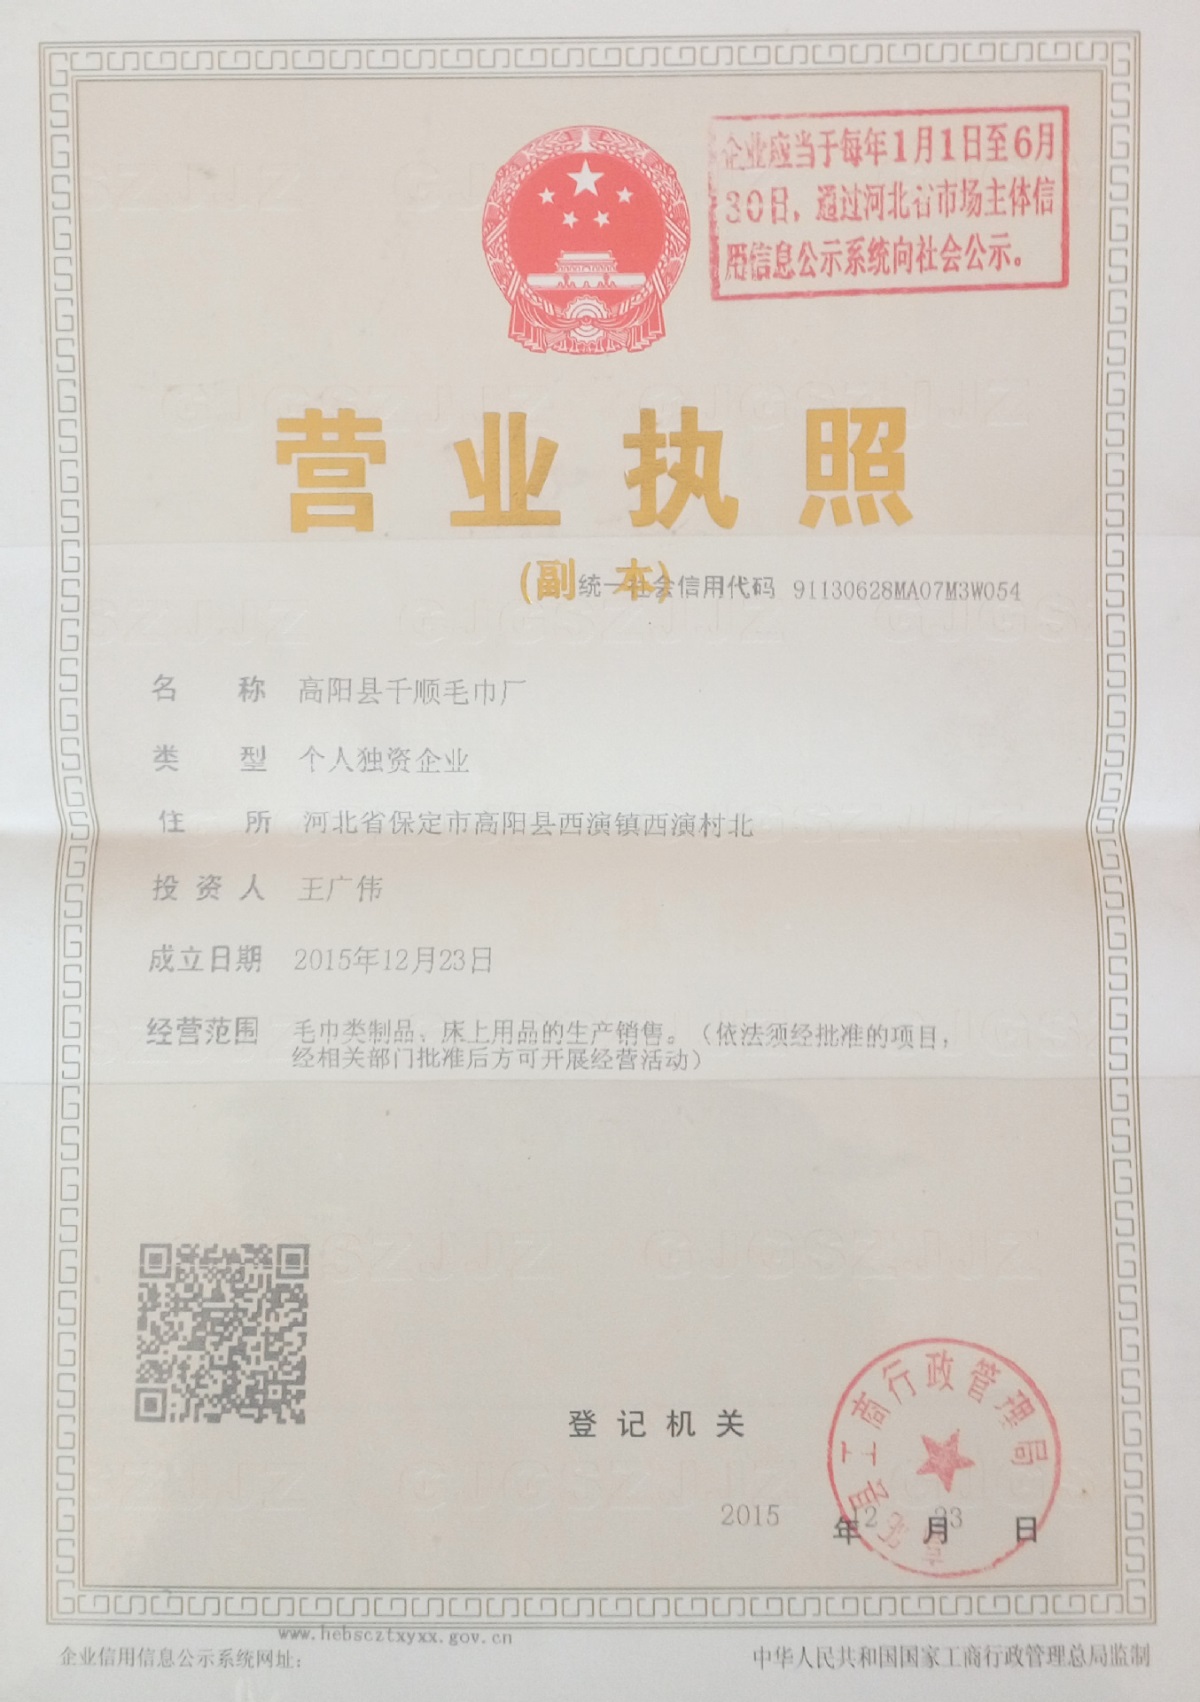 企业应当于每年1月1日至6月
30日，通过河北省市场主体信
用信息公示系统向社会公示。
营业执照
(副本)
统一社会信用代码 91130628MA07M3W054
名称 高阳县千顺毛巾厂
类型 个人独资企业
住所 河北省保定市高阳县西演镇西演村北
投资人 王广伟
成立日期 2015年12月23日
经营范围 毛巾类制品、床上用品的生产销售。（依法须经批准的项目，
经相关部门批准后方可开展经营活动）
登记机关
县工商行政管理局
2015年12月23日
www.hebscztxyxx.gov.cn
企业信用信息公示系统网址：
中华人民共和国国家工商行政管理总局监制